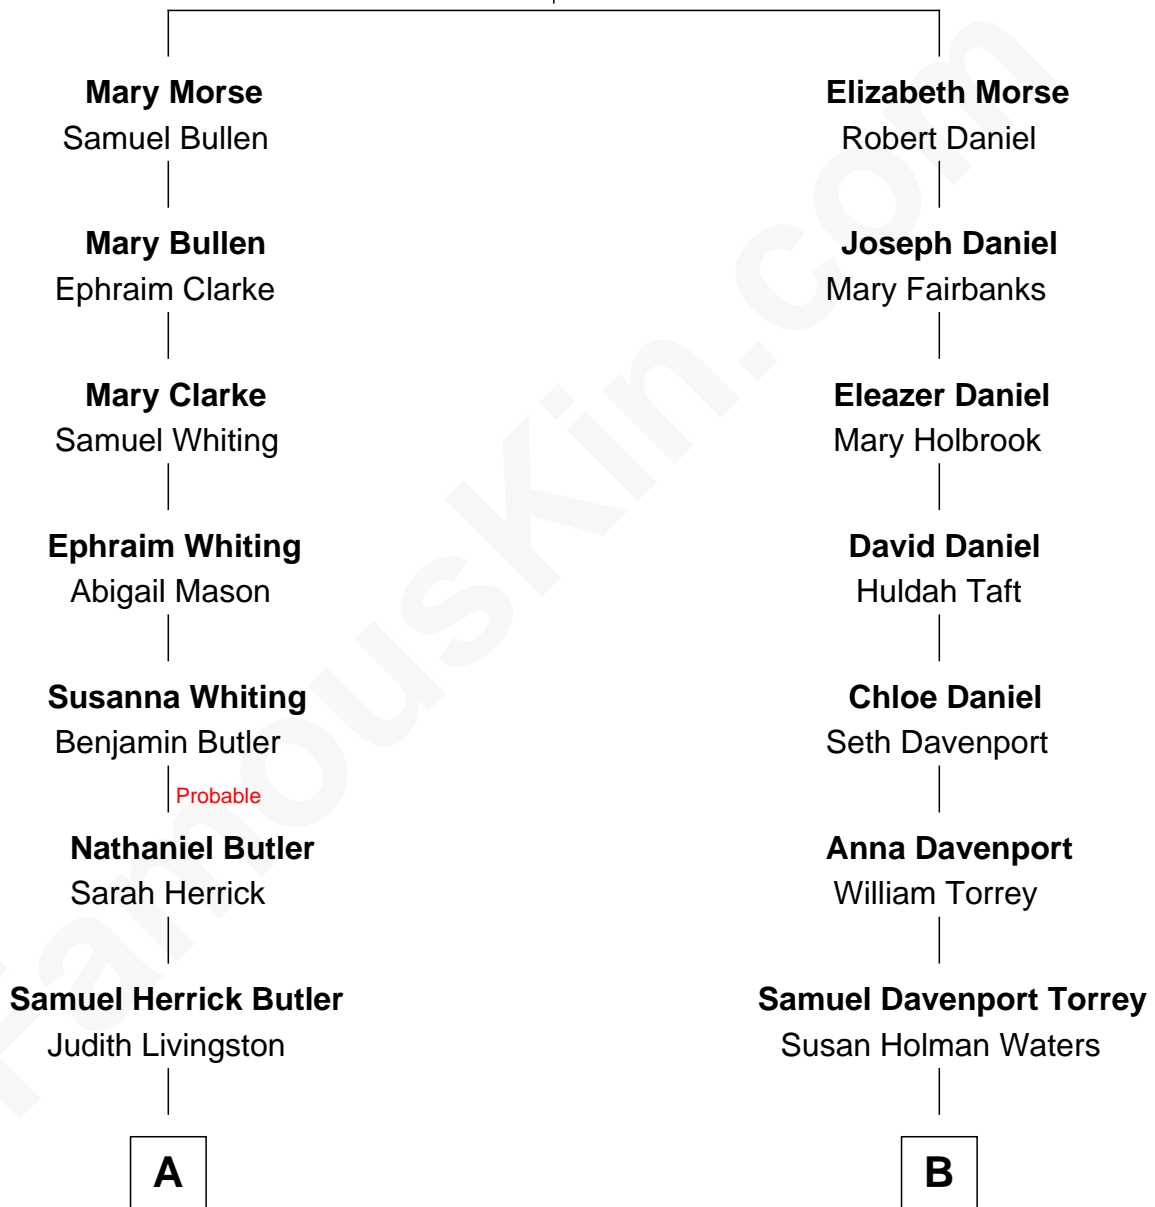 Mary Morse
Samuel Bullen
Mary Bullen
Ephraim Clarke
Mary Clarke
Samuel Whiting
Ephraim Whiting
Abigail Mason
Susanna Whiting
Benjamin Butler
Probable
Nathaniel Butler
Sarah Herrick
Samuel Herrick Butler
Judith Livingston
A
Elizabeth Morse
Robert Daniel
Joseph Daniel
Mary Fairbanks
Eleazer Daniel
Mary Holbrook
David Daniel
Huldah Taft
Chloe Daniel
Seth Davenport
Anna Davenport
William Torrey
Samuel Davenport Torrey
Susan Holman Waters
B
FamousKin.com